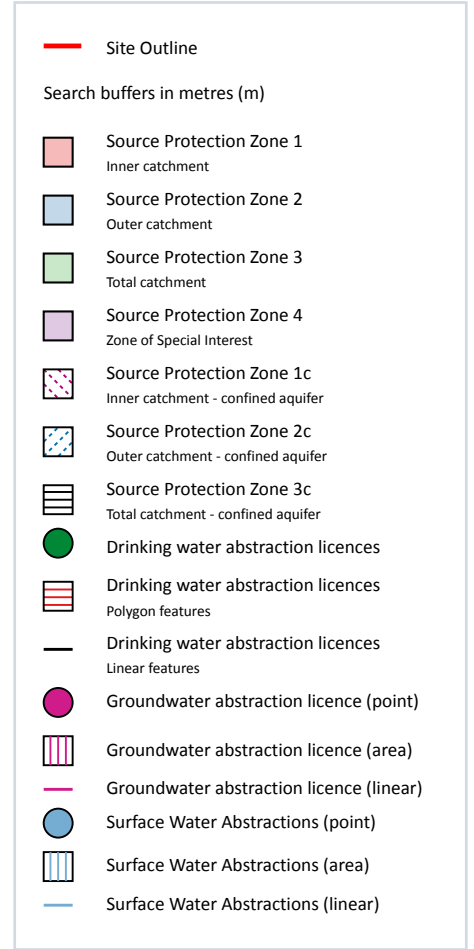 Site Outline
Search buffers in metres (m)
Source Protection Zone 1
Inner catchment
Source Protection Zone 2
Outer catchment
Source Protection Zone 3
Total catchment
Source Protection Zone 4
Zone of Special Interest
Source Protection Zone 1c
Inner catchment - confined aquifer
Source Protection Zone 2c
Outer catchment - confined aquifer
Source Protection Zone 3c
Total catchment - confined aquifer
Drinking water abstraction licences
Drinking water abstraction licences
Polygon features
Drinking water abstraction licences
Linear features
Groundwater abstraction licence (point)
Groundwater abstraction licence (area)
Groundwater abstraction licence (linear)
Surface Water Abstractions (point)
Surface Water Abstractions (area)
Surface Water Abstractions (linear)